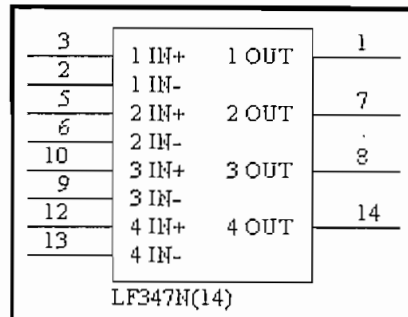 3 1 IN+ 1 OUT 1
2 1 IN-
5 2 IN+ 2 OUT 7
6 2 IN-
10 3 IN+ 3 OUT 8
9 3 IN-
12 4 IN+ 4 OUT 14
13 4 IN-
LF347N(14)